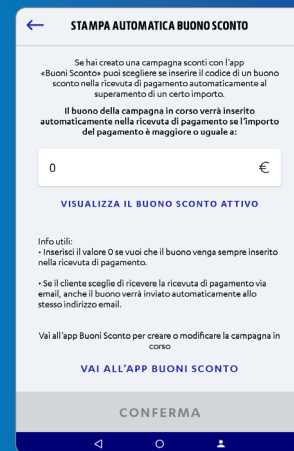 STAMPA AUTOMATICA BUONO SCONTO
Se hai creato una campagna sconti con l'app
«Buoni Sconto» puoi scegliere se inserire il codice di un buono
sconto nella ricevuta di pagamento automaticamente al
superamento di un certo importo.
Il buono della campagna in corso verrà inserito
automaticamente nella ricevuta di pagamento se l'importo
del pagamento è maggiore o uguale a:
0 €
VISUALIZZA IL BUONO SCONTO ATTIVO
Info utili:
• Inserisci il valore 0 se vuoi che il buono venga sempre inserito
nella ricevuta di pagamento.
• Se il cliente sceglie di ricevere la ricevuta di pagamento via
email, anche il buono verrà inviato automaticamente allo
stesso indirizzo email.
Vai all'app Buoni Sconto per creare o modificare la campagna in
corso
VAI ALL'APP BUONI SCONTO
CONFERMA